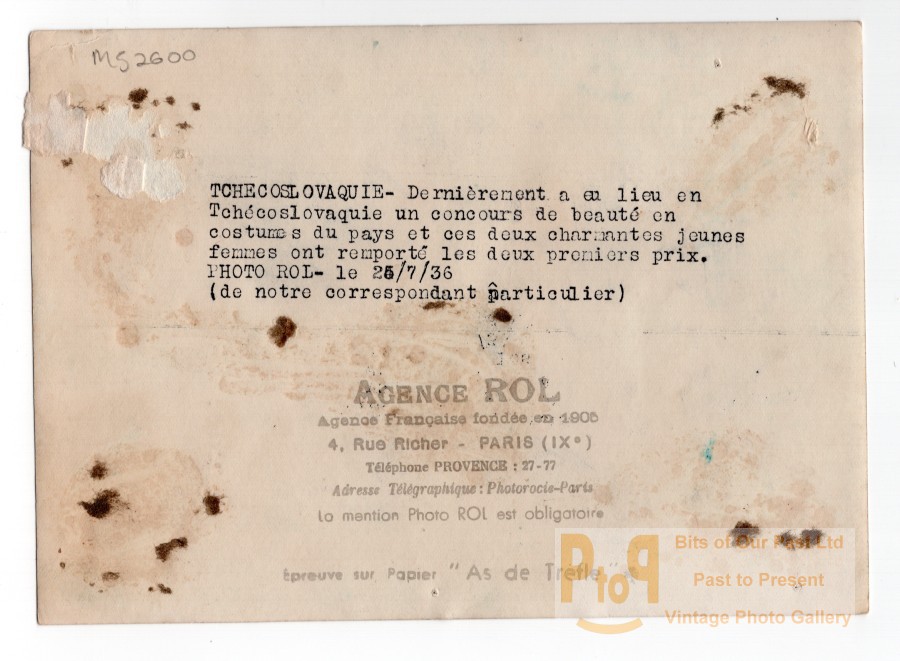 MS2600
TCHECOSLOVAQUIE- Dernièrement a eu lieu en
Tchécoslovaquie un concours de beauté en
costumes du pays et ces deux charmantes jeunes
femmes ont remporté les deux premiers prix.
PHOTO ROL- le 25/7/36
(de notre correspondant particulier)
AGENCE ROL
Agence Française fondée en 1905
4, Rue Richer - PARIS (IXe)
Téléphone PROVENCE : 27-77
Adresse Télégraphique : Photorocie-Paris
La mention Photo ROL est obligatoire
Epreuve sur Papier "As de Trèfle"
PtoP
Bits of Our Past Ltd
Past to Present
Vintage Photo Gallery